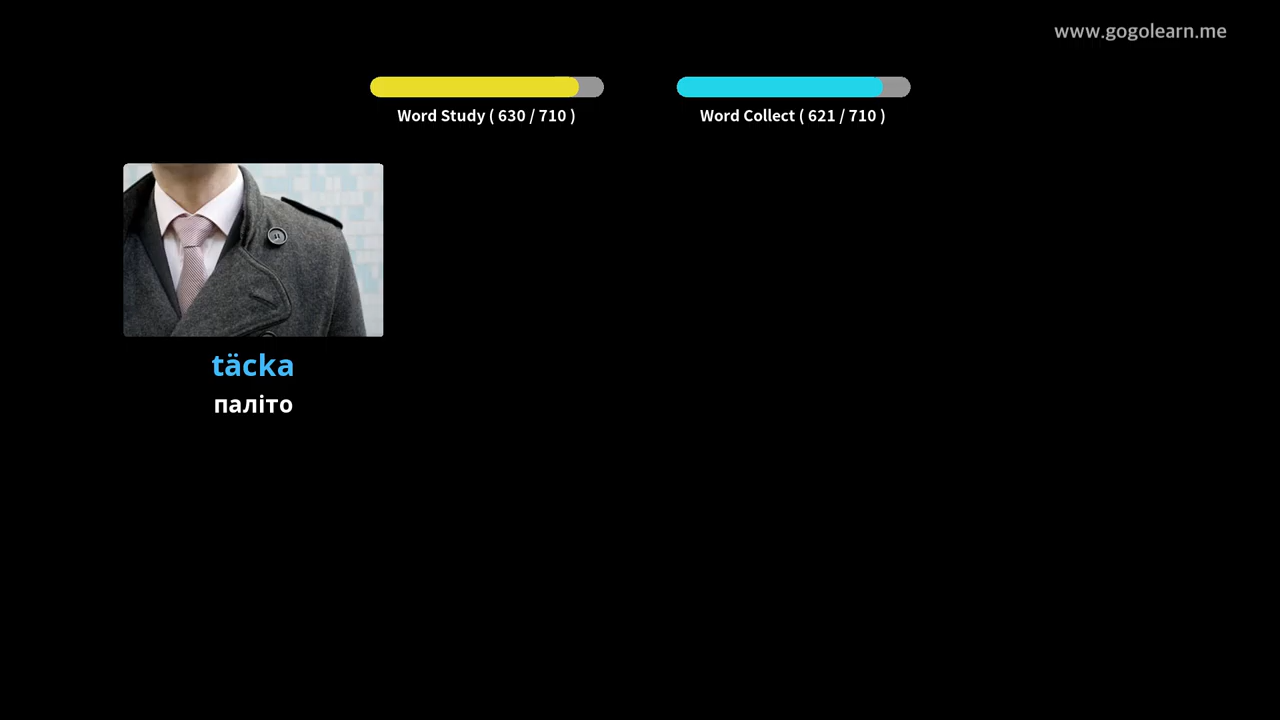 www.gogolearn.me
Word Study ( 630 / 710 )
Word Collect ( 621 / 710 )
täcka
паліто